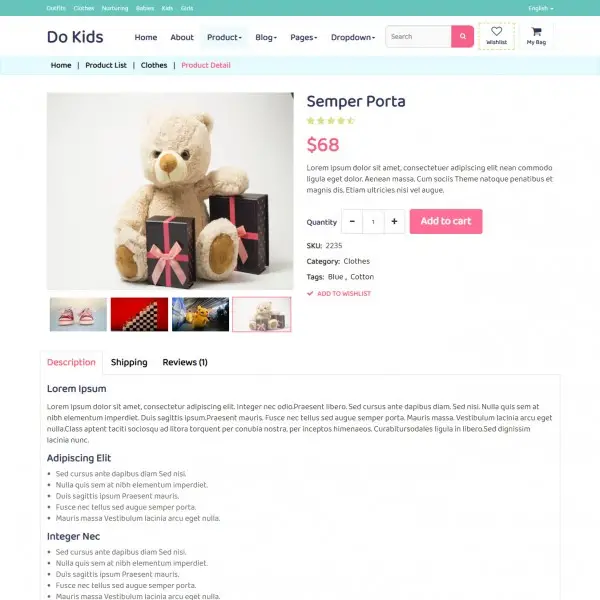 Outfits Clothes Nurturing Babies Kids Girls English
Do Kids Home About Product Blog Pages Dropdown Search Wishlist My Bag
Home | Product List | Clothes | Product Detail
Semper Porta
$68
Lorem ipsum dolor sit amet, consectetuer adipiscing elit nean commodo
ligula eget dolor. Aenean massa. Cum sociis Theme natoque penatibus et
magnis dis. Etiam ultricies nisi vel augue.
Quantity - 1 + Add to cart
SKU: 2235
Category: Clothes
Tags: Blue , Cotton
ADD TO WISHLIST
Description Shipping Reviews (1)
Lorem Ipsum
Lorem ipsum dolor sit amet, consectetur adipiscing elit. Integer nec odio.Praesent libero. Sed cursus ante dapibus diam. Sed nisi. Nulla quis sem at nibh elementum
imperdiet. Duis sagittis ipsum.Praesent mauris. Fusce nec tellus sed augue semper porta. Mauris massa. Vestibulum lacinia arcu eget
nulla.Class aptent taciti sociosqu ad litora torquent per conubia nostra, per inceptos himenaeos. Curabitursodales ligula in libero.Sed dignissim
lacinia nunc.
Adipiscing Elit
Sed cursus ante dapibus diam Sed nisi.
Nulla quis sem at nibh elementum imperdiet.
Duis sagittis ipsum Praesent mauris.
Fusce nec tellus sed augue semper porta.
Mauris massa Vestibulum lacinia arcu eget nulla.
Integer Nec
Sed cursus ante dapibus diam Sed nisi.
Nulla quis sem at nibh elementum imperdiet.
Duis sagittis ipsum Praesent mauris.
Fusce nec tellus sed augue semper porta.
Mauris massa Vestibulum lacinia arcu eget nulla.